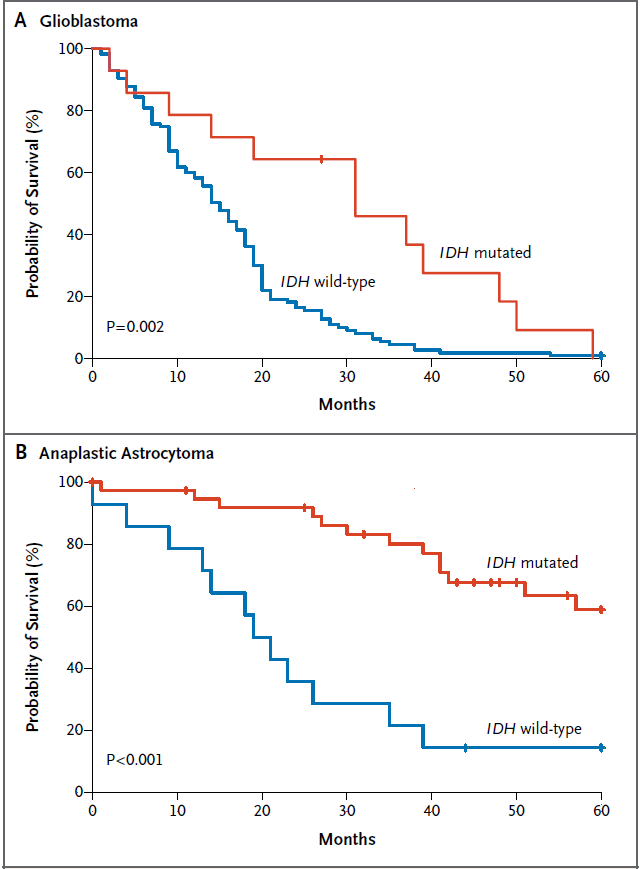 A Glioblastoma
Probability of Survival (%)
100
80
60
40
20
0
IDH mutated
IDH wild-type
P=0.002
0 10 20 30 40 50 60
Months
B Anaplastic Astrocytoma
Probability of Survival (%)
100
80
60
40
20
0
IDH mutated
IDH wild-type
P<0.001
0 10 20 30 40 50 60
Months